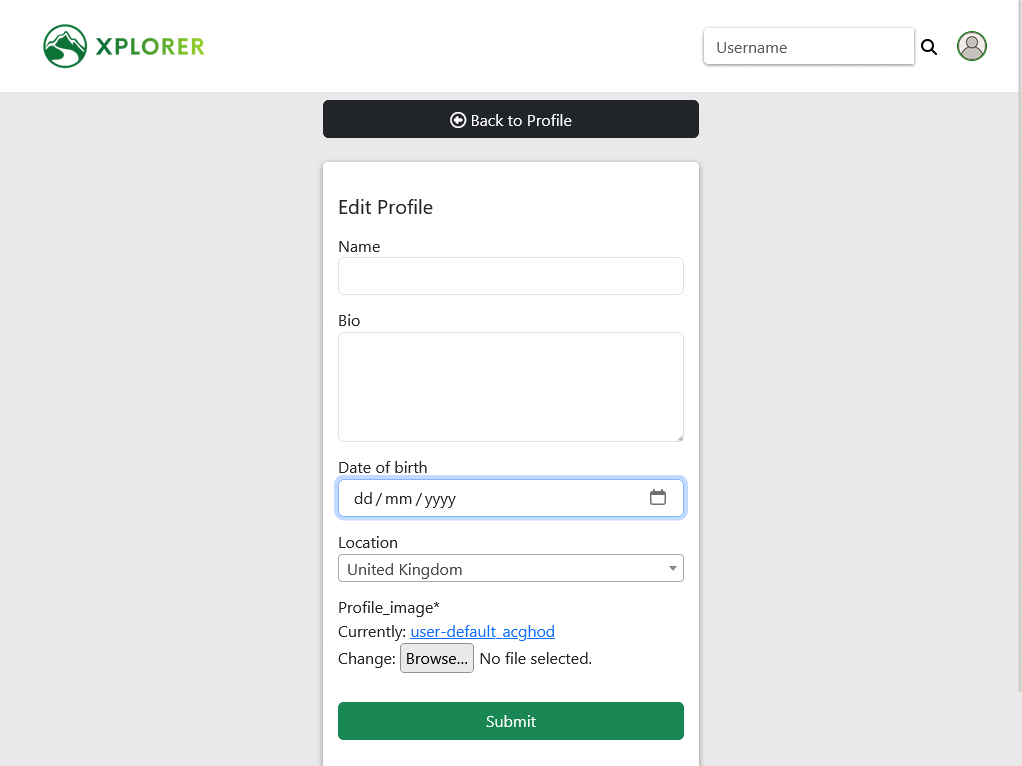 XPLORER
Username
Back to Profile
Edit Profile
Name
Bio
Date of birth
dd / mm / yyyy
Location
United Kingdom
Profile_image*
Currently: user-default_acghod
Change: Browse... No file selected.
Submit